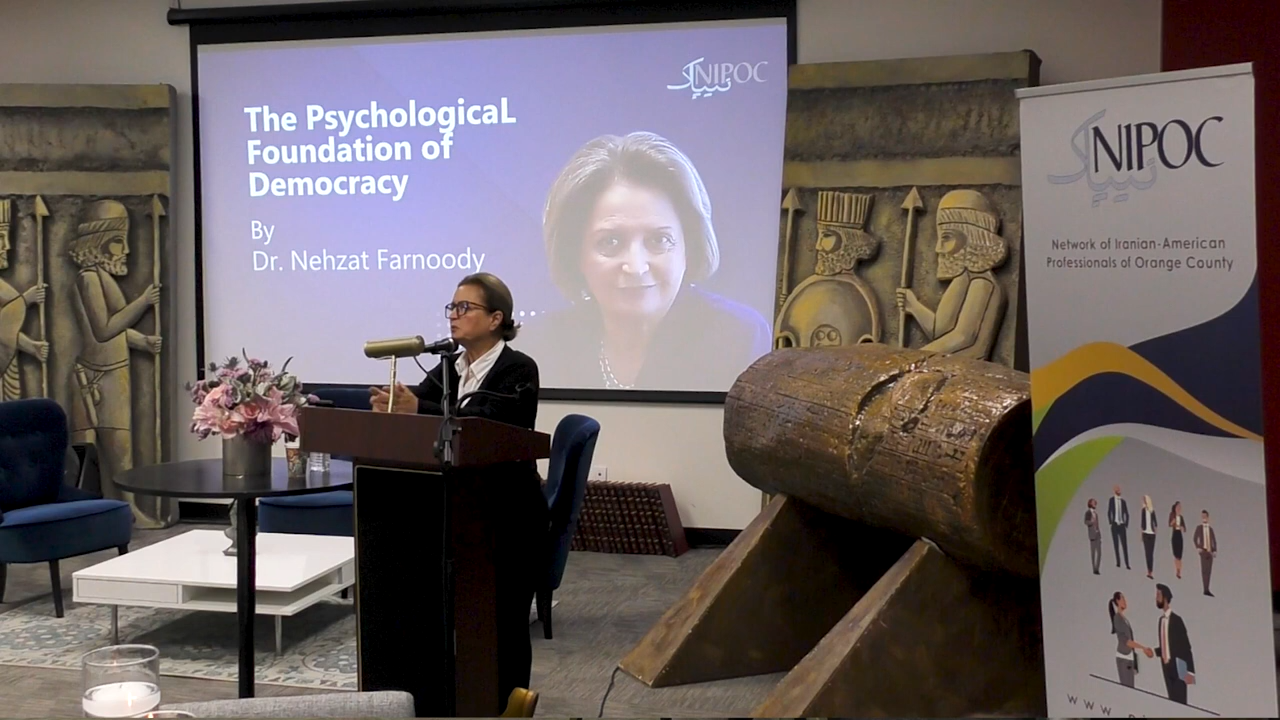 نیپاک
NIPOC
The PsychologicaL
Foundation of
Democracy
By
Dr. Nehzat Farnoody
نیپاک
NIPOC
Network of Iranian-American
Professionals of Orange County